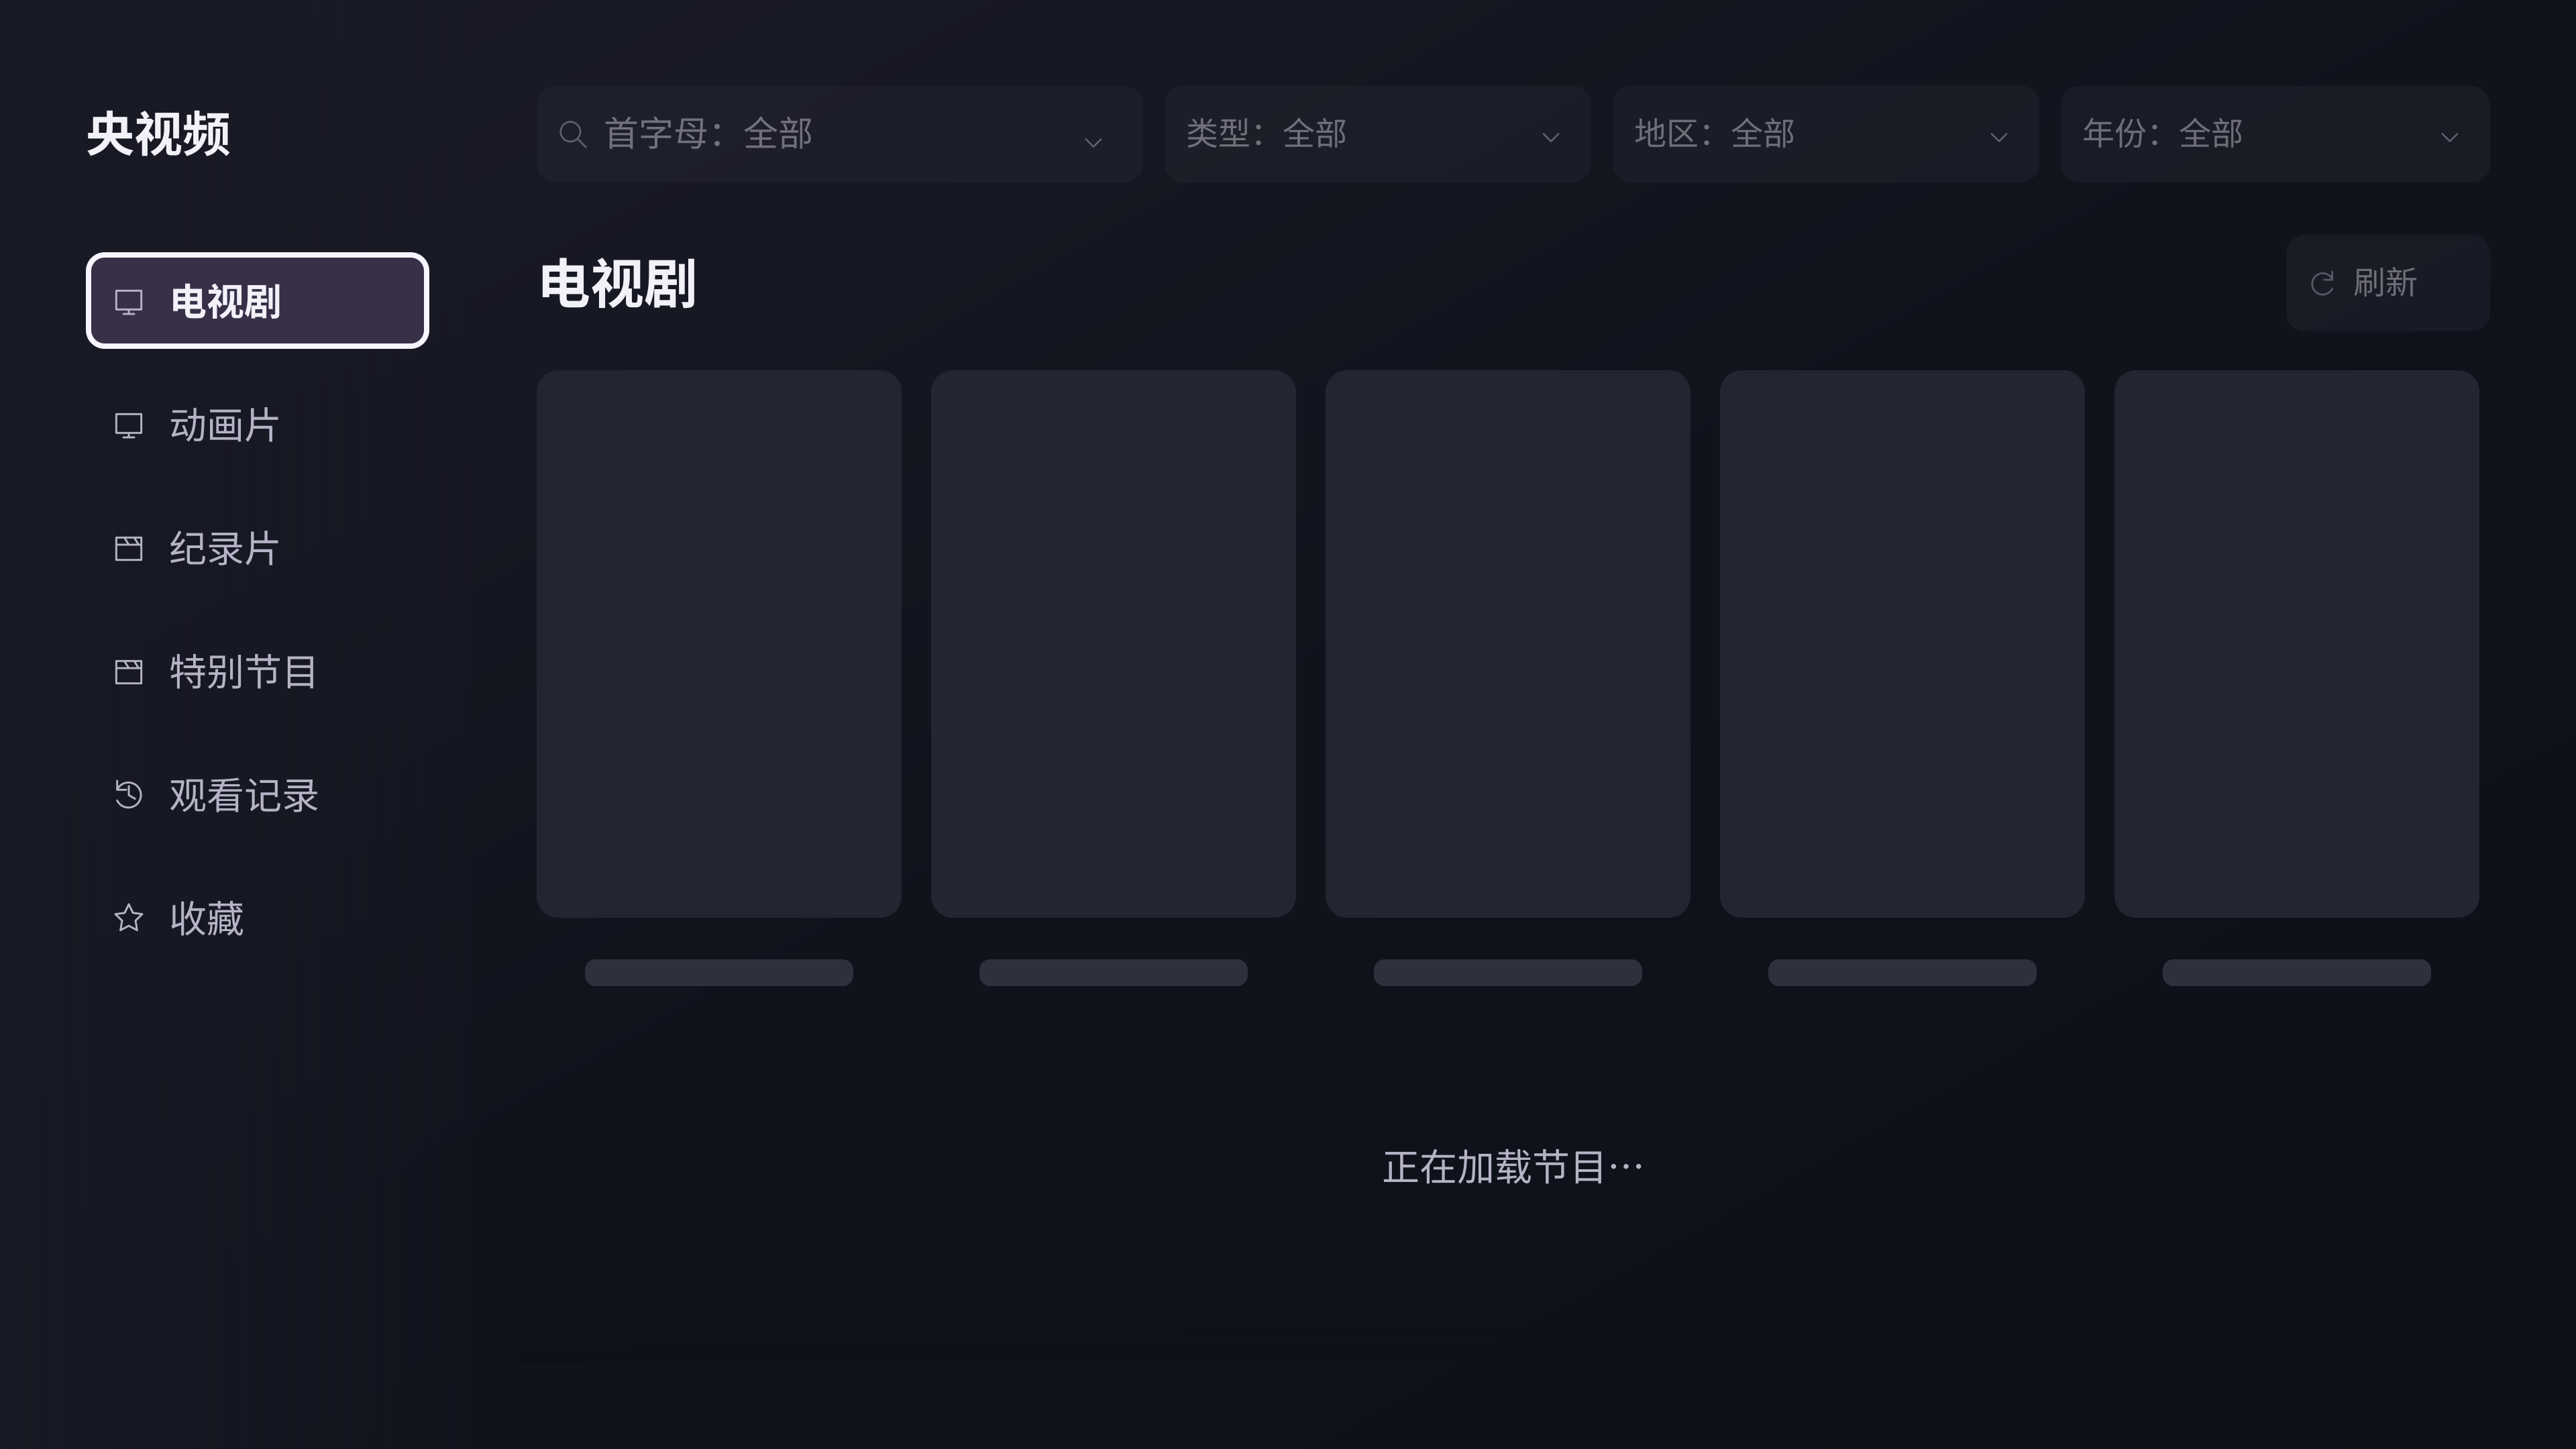 央视频
首字母：全部
类型：全部
地区：全部
年份：全部
电视剧
刷新
电视剧
动画片
纪录片
特别节目
观看记录
收藏
正在加载节目…